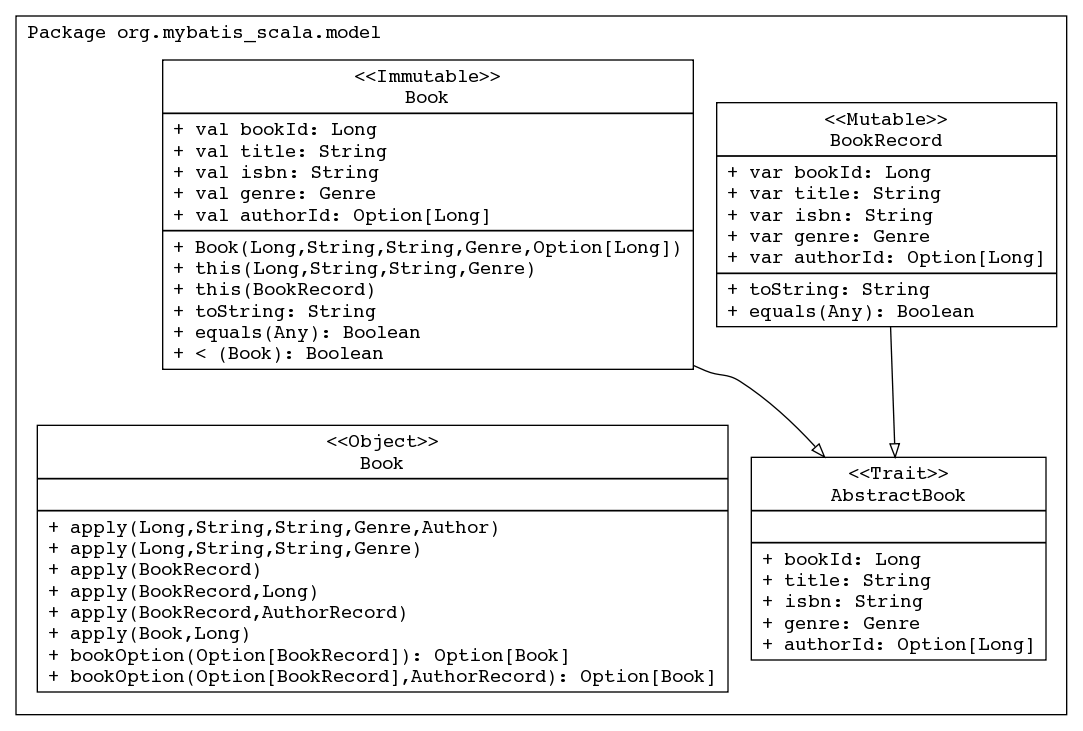 Package org.mybatis_scala.model
<<Immutable>>
Book
+ val bookId: Long
+ val title: String
+ val isbn: String
+ val genre: Genre
+ val authorId: Option[Long]
+ Book(Long,String,String,Genre,Option[Long])
+ this(Long,String,String,Genre)
+ this(BookRecord)
+ toString: String
+ equals(Any): Boolean
+ < (Book): Boolean
<<Mutable>>
BookRecord
+ var bookId: Long
+ var title: String
+ var isbn: String
+ var genre: Genre
+ var authorId: Option[Long]
+ toString: String
+ equals(Any): Boolean
<<Object>>
Book
+ apply(Long,String,String,Genre,Author)
+ apply(Long,String,String,Genre)
+ apply(BookRecord)
+ apply(BookRecord,Long)
+ apply(BookRecord,AuthorRecord)
+ apply(Book,Long)
+ bookOption(Option[BookRecord]): Option[Book]
+ bookOption(Option[BookRecord],AuthorRecord): Option[Book]
<<Trait>>
AbstractBook
+ bookId: Long
+ title: String
+ isbn: String
+ genre: Genre
+ authorId: Option[Long]